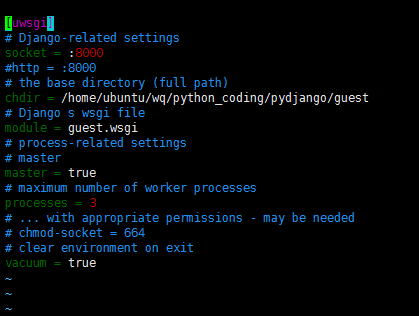 [uwsgi]
# Django-related settings
socket = :8000
#http = :8000
# the base directory (full path)
chdir = /home/ubuntu/wq/python_coding/pydjango/guest
# Django s wsgi file
module = guest.wsgi
# process-related settings
# master
master = true
# maximum number of worker processes
processes = 3
# ... with appropriate permissions - may be needed
# chmod-socket = 664
# clear environment on exit
vacuum = true
~
~
~